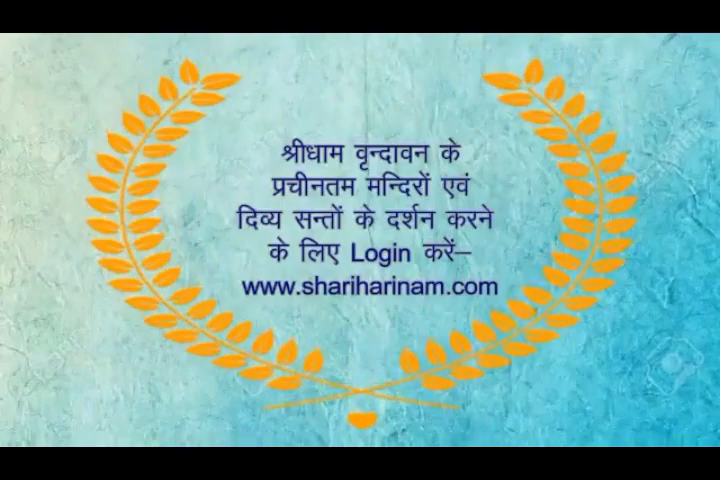 श्रीधाम वृन्दावन के
प्रचीनतम मन्दिरों एवं
दिव्य सन्तों के दर्शन करने
के लिए Login करें–
www.shariharinam.com